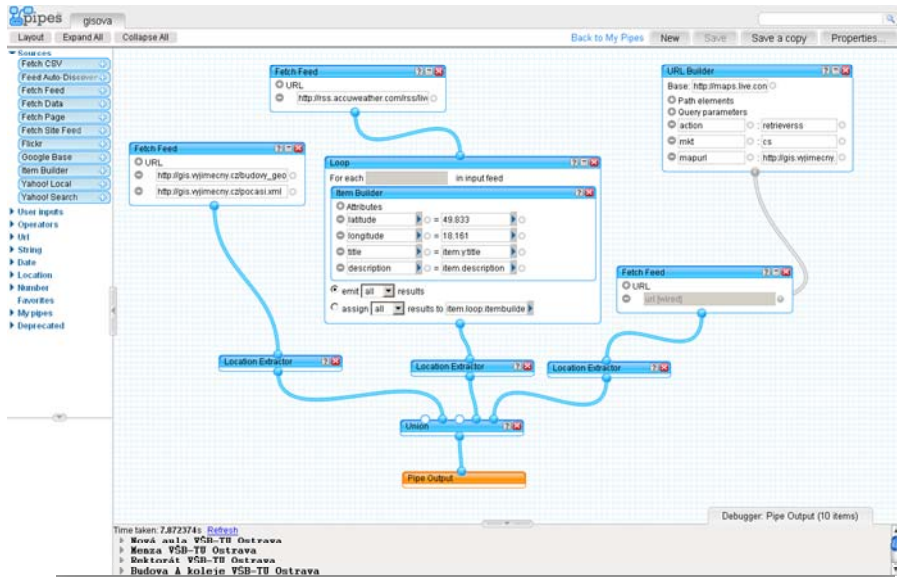 pipes gisova
Layout Expand All Collapse All Back to My Pipes New Save Save a copy Properties...
Sources
Fetch CSV
Feed Auto-Discover
Fetch Feed
Fetch Data
Fetch Page
Fetch Site Feed
Flickr
Google Base
Item Builder
Yahoo! Local
Yahoo! Search
User inputs
Operators
Url
String
Date
Location
Number
Favorites
My pipes
Deprecated
Fetch Feed
URL
http://rss.accuweather.com/rss/liv
URL Builder
Base: http://maps.live.con
Path elements
Query parameters
action : retrieverss
mkt : cs
mapurl : http://gis.vyjimecny.
Fetch Feed
URL
http://gis.vyjimecny.cz/budovy_geo
http://gis.vyjimecny.cz/pocasi.xml
Loop
For each in input feed
Item Builder
Attributes
latitude = 49.833
longitude = 18.161
title = item.y:title
description = item.description
emit all results
assign all results to item.loop:itembuilde
Fetch Feed
URL
url [wired]
Location Extractor
Location Extractor
Location Extractor
Union
Pipe Output
Debugger: Pipe Output (10 items)
Time taken: 7.872374s Refresh
Nová aula VŠB-TU Ostrava
Menza VŠB-TU Ostrava
Rektorát VŠB-TU Ostrava
Budova A koleje VŠB-TU Ostrava